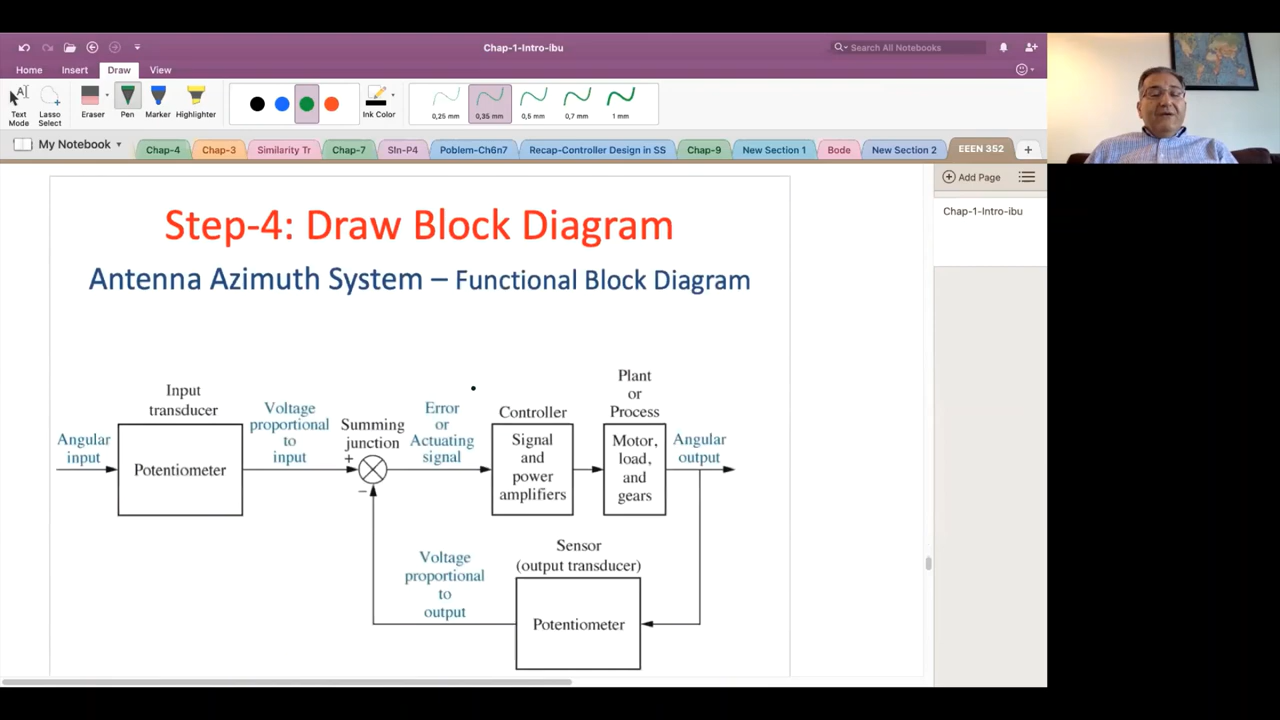 Chap-1-Intro-ibu
Search All Notebooks
Home Insert Draw View
Text Mode
Lasso Select
Eraser
Pen
Marker
Highlighter
Ink Color
0,25 mm
0,35 mm
0,5 mm
0,7 mm
1 mm
My Notebook
Chap-4
Chap-3
Similarity Tr
Chap-7
SIn-P4
Poblem-Ch6n7
Recap-Controller Design in SS
Chap-9
New Section 1
Bode
New Section 2
EEEN 352
Add Page
Chap-1-Intro-ibu
Step-4: Draw Block Diagram
Antenna Azimuth System – Functional Block Diagram
Angular
input
Input
transducer
Potentiometer
Voltage
proportional
to
input
Summing
junction
+
−
Error
or
Actuating
signal
Controller
Signal
and
power
amplifiers
Plant
or
Process
Motor,
load,
and
gears
Angular
output
Sensor
(output transducer)
Potentiometer
Voltage
proportional
to
output